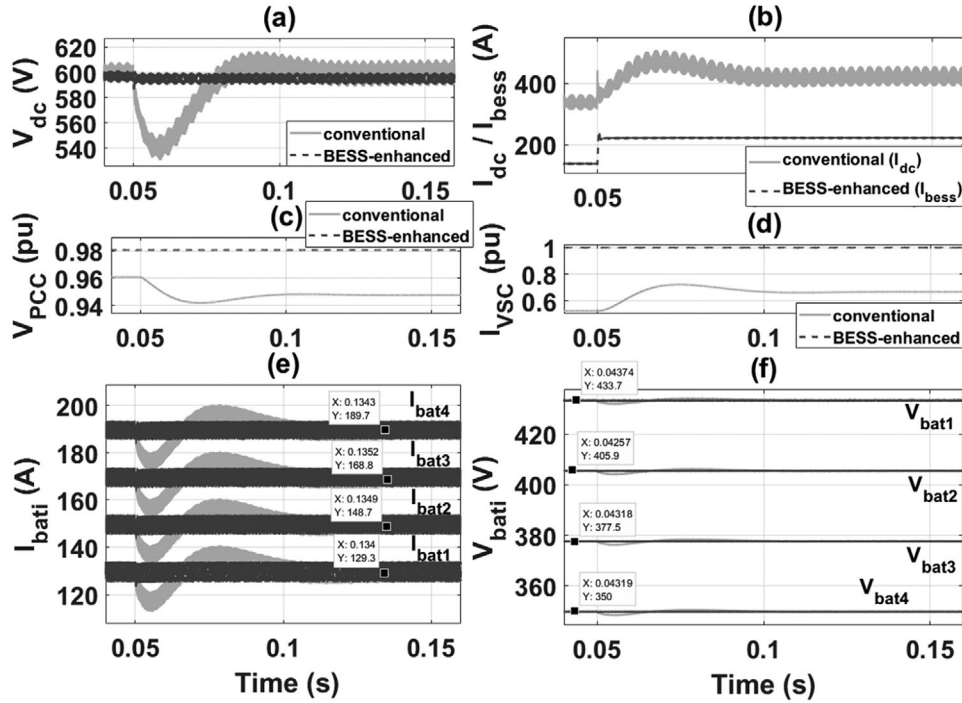 (a)
V_dc (V)
620
600
580
560
540
conventional
BESS-enhanced
0.05
0.1
0.15
(b)
I_dc / I_bess (A)
400
200
conventional (I_dc)
BESS-enhanced (I_bess)
0.05
0.1
0.15
(c)
V_PCC (pu)
0.98
0.96
0.94
conventional
BESS-enhanced
0.05
0.1
0.15
(d)
I_VSC (pu)
1
0.8
0.6
conventional
BESS-enhanced
0.05
0.1
0.15
(e)
I_bati (A)
200
180
160
140
120
X: 0.1343
Y: 189.7
I_bat4
X: 0.1352
Y: 168.8
I_bat3
X: 0.1349
Y: 148.7
I_bat2
X: 0.134
Y: 129.3
I_bat1
0.05
0.1
0.15
Time (s)
(f)
V_bati (V)
420
400
380
360
X: 0.04374
Y: 433.7
V_bat1
X: 0.04257
Y: 405.9
V_bat2
X: 0.04318
Y: 377.5
V_bat3
X: 0.04319
Y: 350
V_bat4
0.05
0.1
0.15
Time (s)